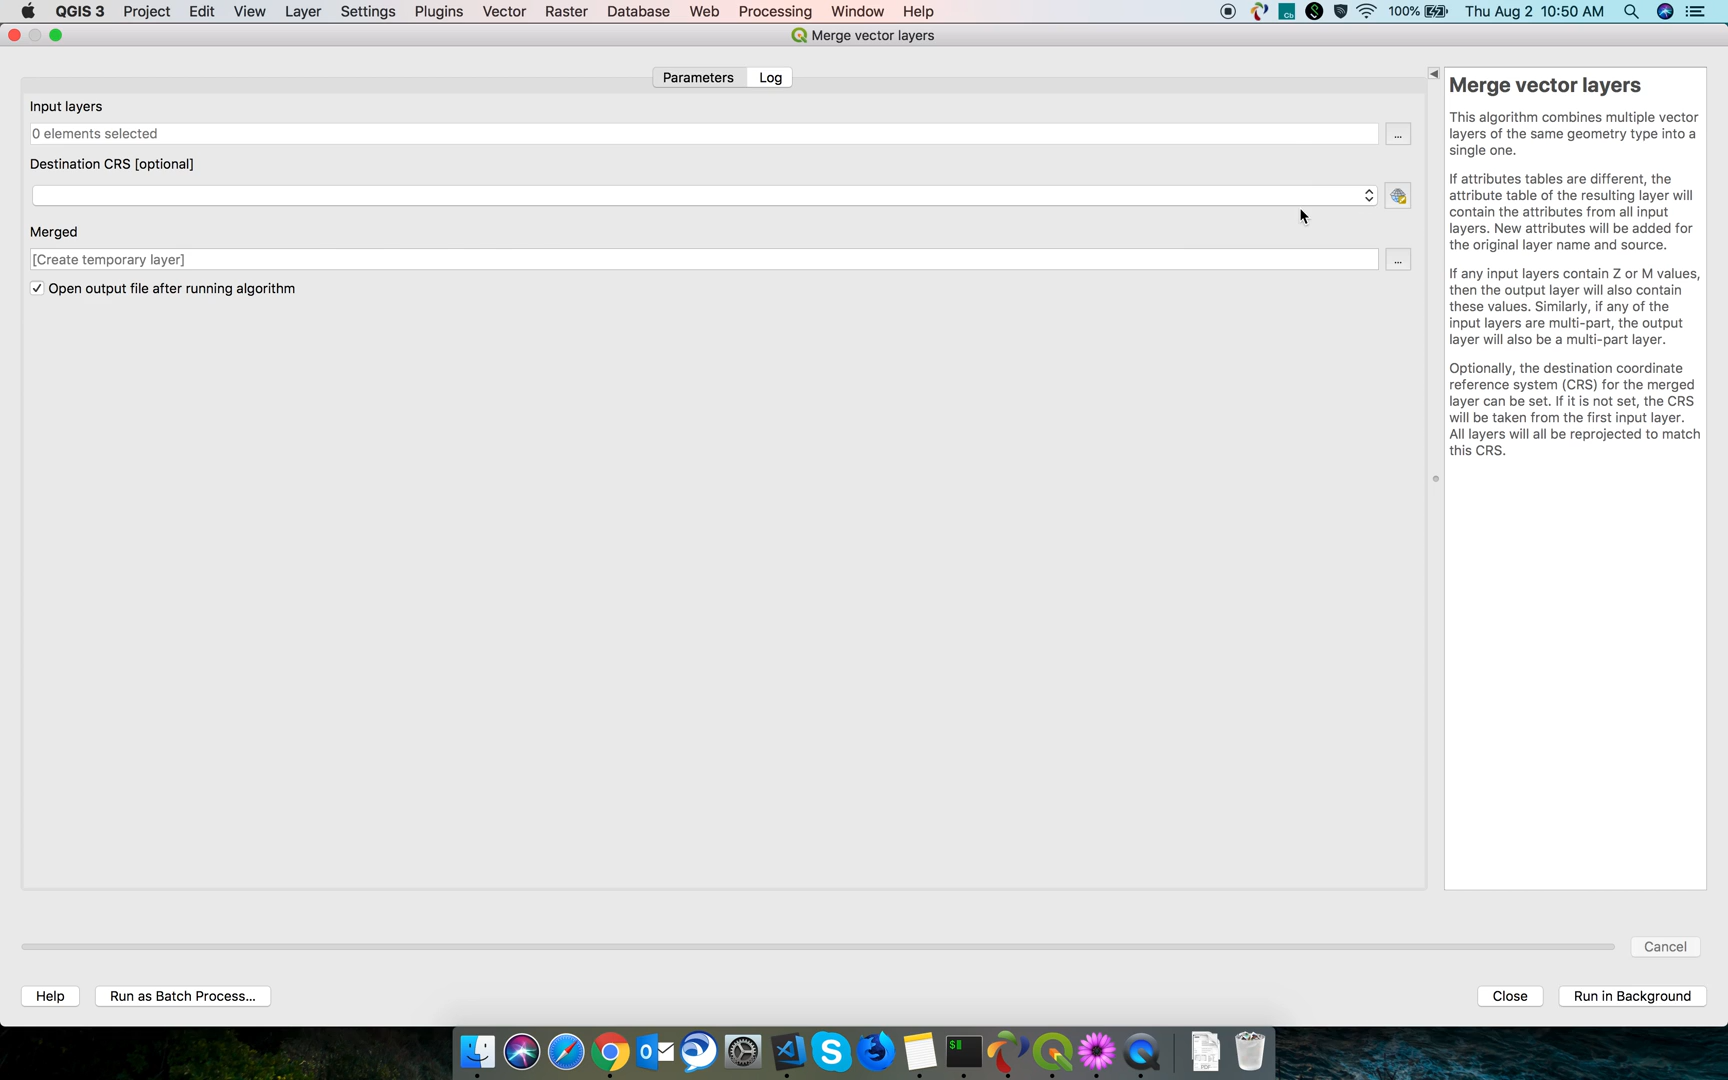 QGIS 3 Project Edit View Layer Settings Plugins Vector Raster Database Web Processing Window Help 100% Thu Aug 2 10:50 AM
Merge vector layers
Parameters Log
Input layers
0 elements selected
...
Destination CRS [optional]
Merged
[Create temporary layer]
...
Open output file after running algorithm
Merge vector layers
This algorithm combines multiple vector
layers of the same geometry type into a
single one.
If attributes tables are different, the
attribute table of the resulting layer will
contain the attributes from all input
layers. New attributes will be added for
the original layer name and source.
If any input layers contain Z or M values,
then the output layer will also contain
these values. Similarly, if any of the
input layers are multi-part, the output
layer will also be a multi-part layer.
Optionally, the destination coordinate
reference system (CRS) for the merged
layer can be set. If it is not set, the CRS
will be taken from the first input layer.
All layers will all be reprojected to match
this CRS.
Cancel
Help Run as Batch Process... Close Run in Background